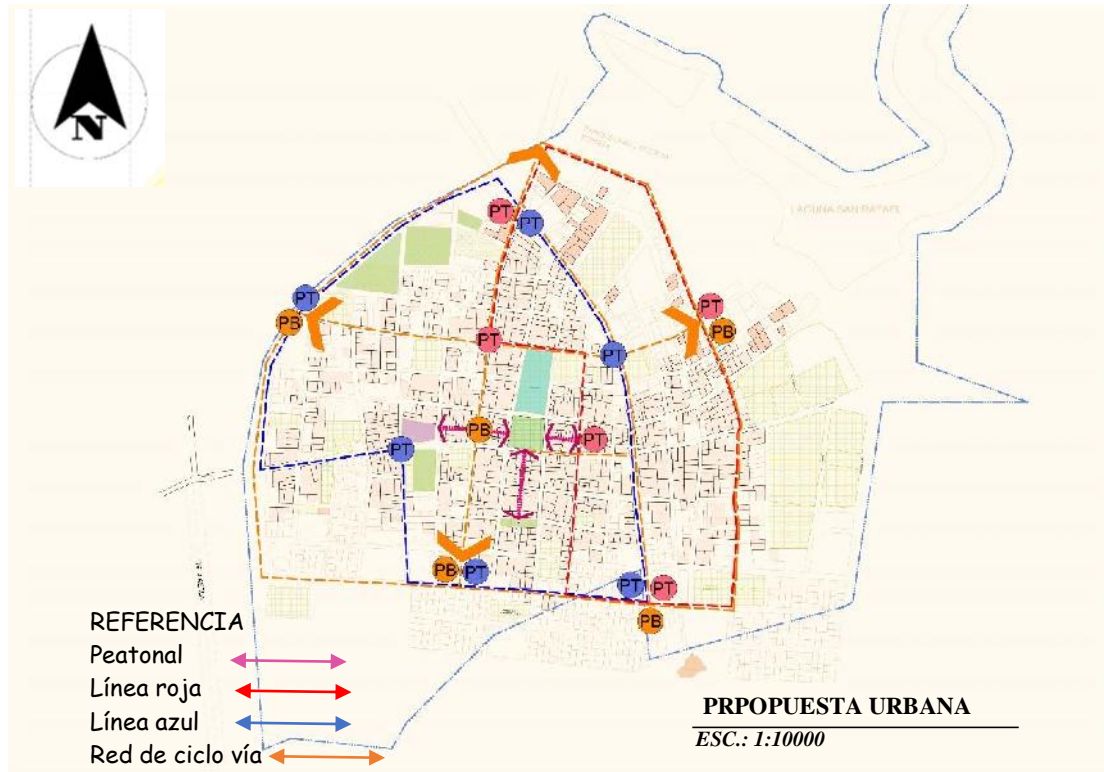 N
LAGUNA SAN RAFAEL
PT
PT
PT
PB
PT
PB
PT
PT
PB
PT
PT
PB
PT
PT
PT
PB
REFERENCIA
Peatonal
Línea roja
Línea azul
Red de ciclo vía
PRPOPUESTA URBANA
ESC.: 1:10000